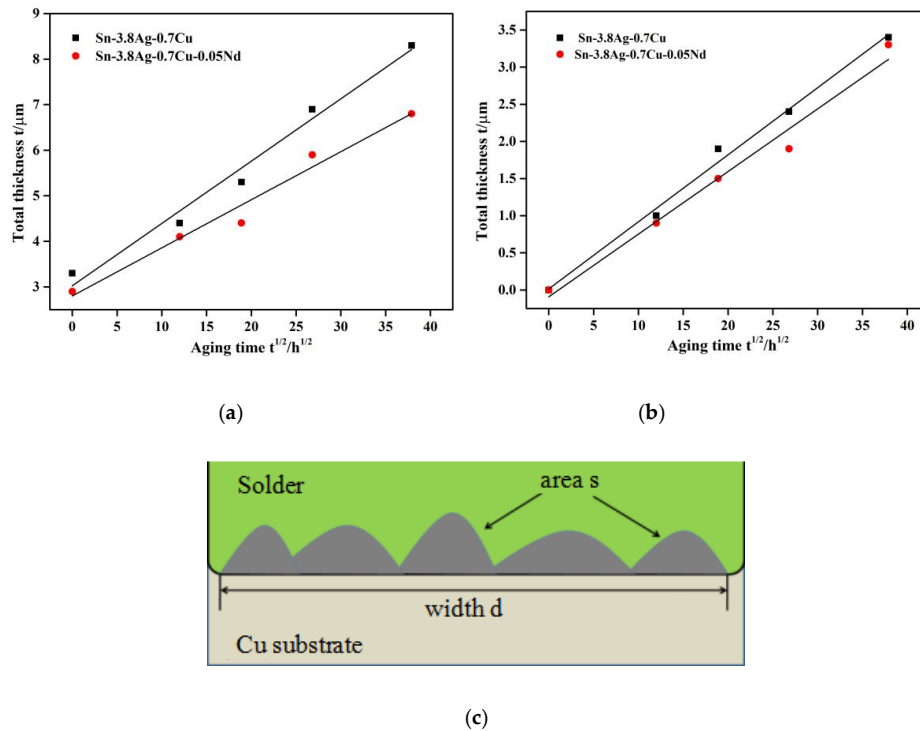 (a)
Total thickness t/μm
9
8
7
6
5
4
3
Sn-3.8Ag-0.7Cu
Sn-3.8Ag-0.7Cu-0.05Nd
0 5 10 15 20 25 30 35 40
Aging time t^1/2/h^1/2
(b)
Total thickness t/μm
3.5
3.0
2.5
2.0
1.5
1.0
0.5
0.0
Sn-3.8Ag-0.7Cu
Sn-3.8Ag-0.7Cu-0.05Nd
0 5 10 15 20 25 30 35 40
Aging time t^1/2/h^1/2
Solder
area s
width d
Cu substrate
(c)